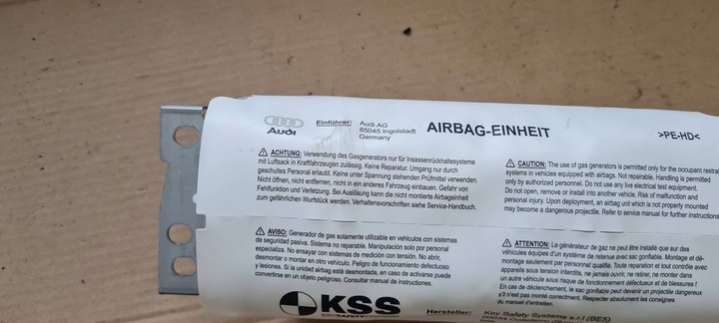 Audi
Einführer: Audi AG
85045 Ingolstadt
Germany
AIRBAG-EINHEIT
>PE-HD<
ACHTUNG: Verwendung des Gasgenerators nur für Insassenrückhaltesysteme
mit Luftsack in Kraftfahrzeugen zulässig. Keine Reparatur. Umgang nur durch
geschultes Personal erlaubt. Keine unter Spannung stehenden Prüfmittel verwenden.
Nicht öffnen, nicht entfernen, nicht in ein anderes Fahrzeug einbauen. Gefahr von
Fehlfunktion und Verletzung. Bei Auslösung kann die nicht montierte Airbageinheit
zum gefährlichen Wurfstück werden. Verhaltensvorschriften siehe Service-Handbuch.
CAUTION: The use of gas generators is permitted only for the occupant restraint
systems in vehicles equipped with airbags. Not repairable. Handling is permitted
only by authorized personnel. Do not use any live electrical test equipment.
Do not open, remove or install into another vehicle. Risk of malfunction and
personal injury. Upon deployment, an airbag unit which is not properly mounted
may become a dangerous projectile. Refer to service manual for further instructions
AVISO: Generador de gas solamente utilizable en vehículos con sistemas
de seguridad pasiva. Sistema no reparable. Manipulación solo por personal
especializo. No ensayo con sistemas de medición con tensión. No abrir,
desmontar o montar en otro vehículo. Peligro de funcionamiento defectuoso
y lesiones. Si la unidad airbag está desmontada, en caso de activarse puede
convertirse en un objeto peligroso. Consultar manual de instrucciones.
ATTENTION: Le générateur de gaz ne peut être installé que sur des
véhicules équipés d'un système de retenue avec sac gonflable. Montage et dé-
montage seulement par personnel qualifié. Toute réparation et tout contrôle avec
appareils sous tension interdits, ne jamais ouvrir, ne retirer, ne monter dans
un autre véhicule sous risque de fonctionnement défectueux et de blessures !
En cas de déclenchement, le sac gonflable peut devenir un projectile dangereux
s'il n'est pas monté correctement. Respecter absolument les consignes
du manuel d'entretien.
KSS
Hersteller: Key Safety Systems s.r.l (BES)